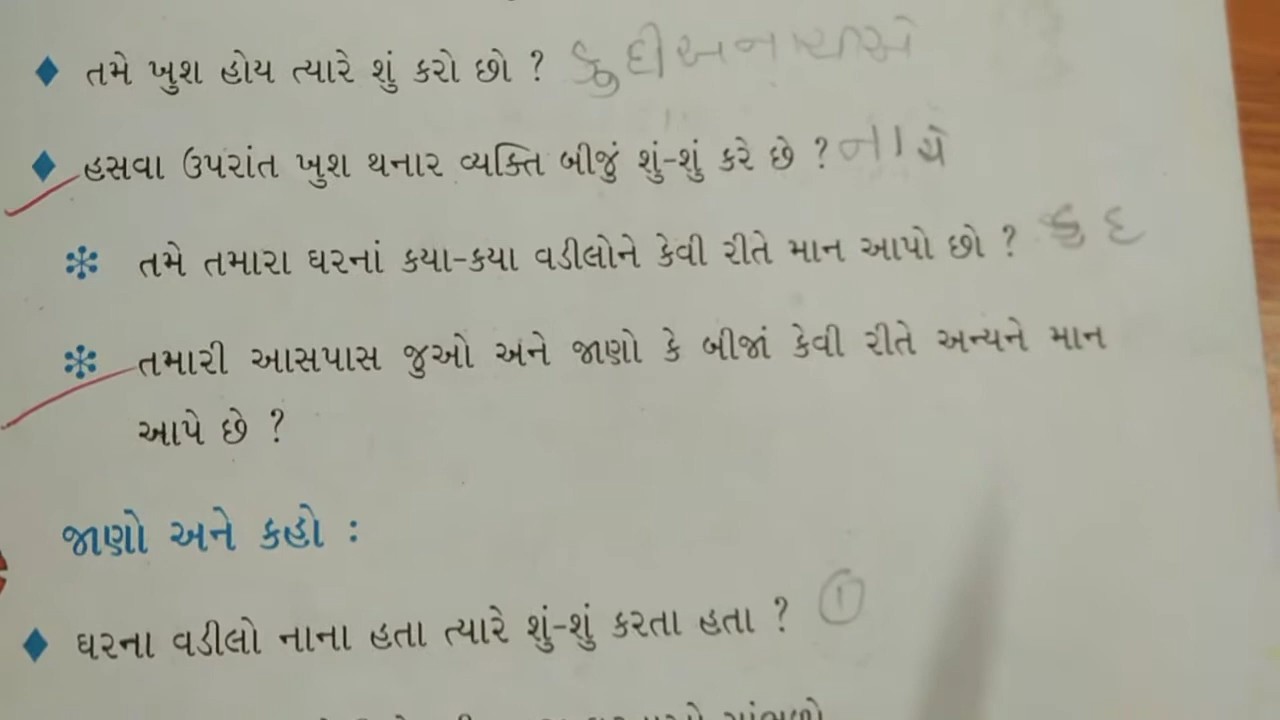 તમે ખુશ હોય ત્યારે શું કરો છો ?
હસવા ઉપરાંત ખુશ થનાર વ્યક્તિ બીજું શું-શું કરે છે ? નાચે
તમે તમારા ઘરનાં કયા-કયા વડીલોને કેવી રીતે માન આપો છો ? કુદ
તમારી આસપાસ જુઓ અને જાણો કે બીજાં કેવી રીતે અન્યને માન
આપે છે ?
જાણો અને કહો :
ઘરના વડીલો નાના હતા ત્યારે શું-શું કરતા હતા ? ①